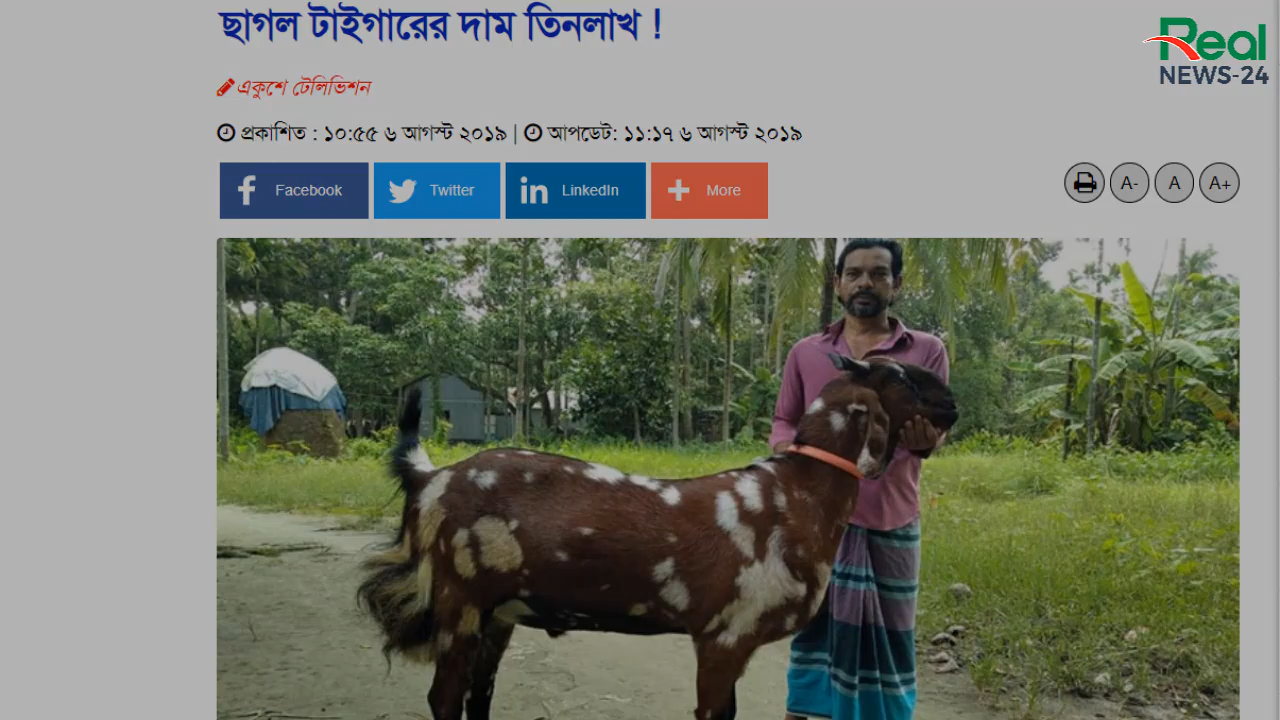 ছাগল টাইগারের দাম তিনলাখ !
Real
NEWS-24
একুশে টেলিভিশন
প্রকাশিত : ১০:৫৫ ৬ আগস্ট ২০১৯ | আপডেট: ১১:১৭ ৬ আগস্ট ২০১৯
Facebook Twitter LinkedIn More A- A A+